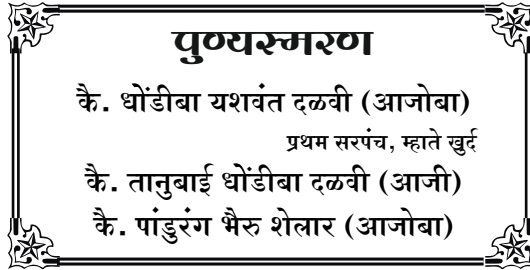 पुण्यस्मरण
कै. धोंडीबा यशवंत दळवी (आजोबा)
प्रथम सरपंच, म्हाते खुर्द
कै. तानुबाई धोंडीबा दळवी (आजी)
कै. पांडुरंग भैरु शेलार (आजोबा)